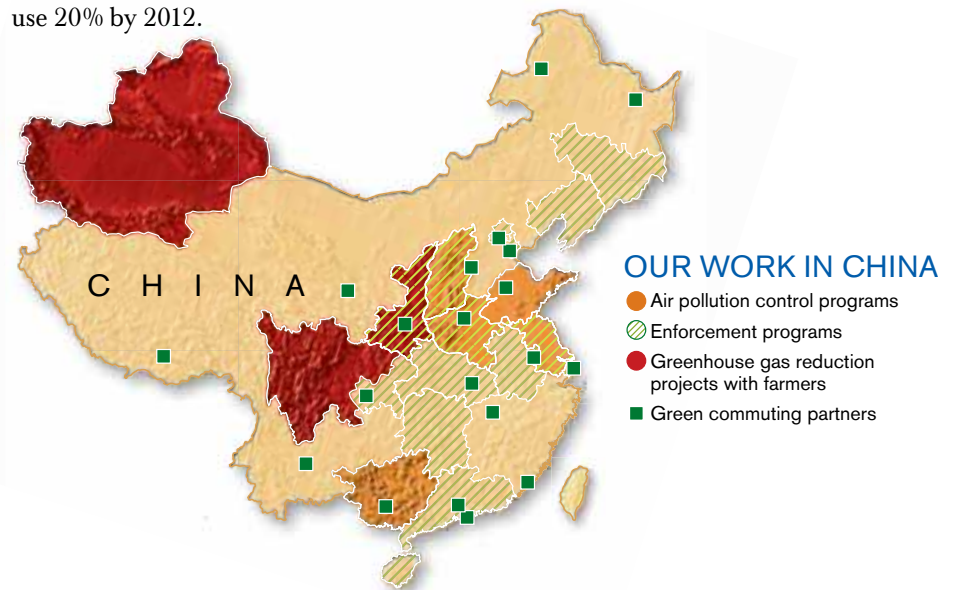 use 20% by 2012.
CHINA
OUR WORK IN CHINA
Air pollution control programs
Enforcement programs
Greenhouse gas reduction
projects with farmers
Green commuting partners